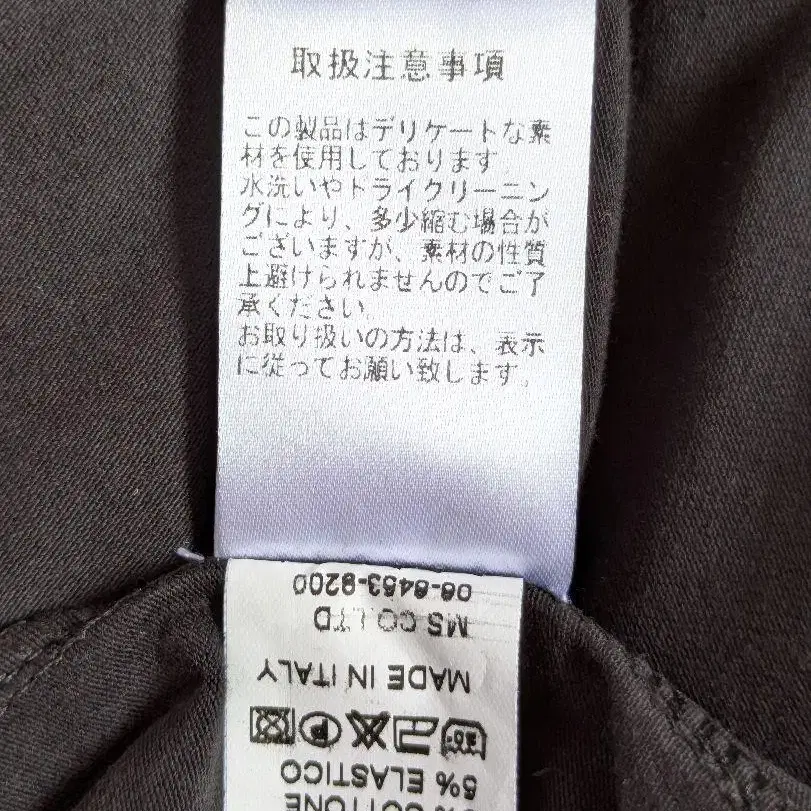 取扱注意事項
この製品はデリケートな素
材を使用しております
水洗いやトライクリーニン
グにより、多少縮む場合が
ございますが、素材の性質
上避けられませんのでご了
承ください。
お取り扱いの方法は、表示
に従ってお願い致します。
% COTTONE
5% ELASTICO
MADE IN ITALY
MS CO.LTD
06-6453-9200